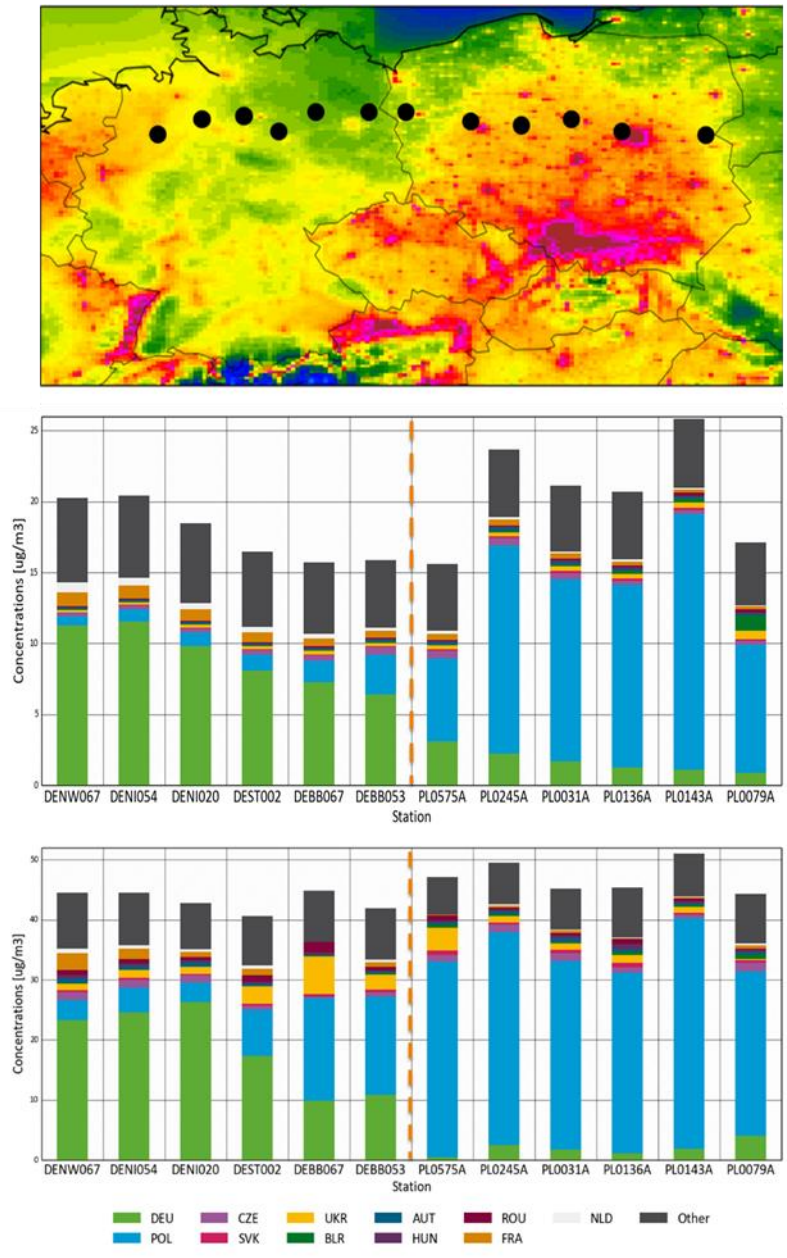 25
20
15
10
5
0
Concentrations [ug/m3]
DENW067 DENI054 DENI020 DEST002 DEBB067 DEBB053 PL0575A PL0245A PL0031A PL0136A PL0143A PL0079A
Station
50
40
30
20
10
0
Concentrations [ug/m3]
DENW067 DENI054 DENI020 DEST002 DEBB067 DEBB053 PL0575A PL0245A PL0031A PL0136A PL0143A PL0079A
Station
DEU CZE UKR AUT ROU NLD Other
POL SVK BLR HUN FRA